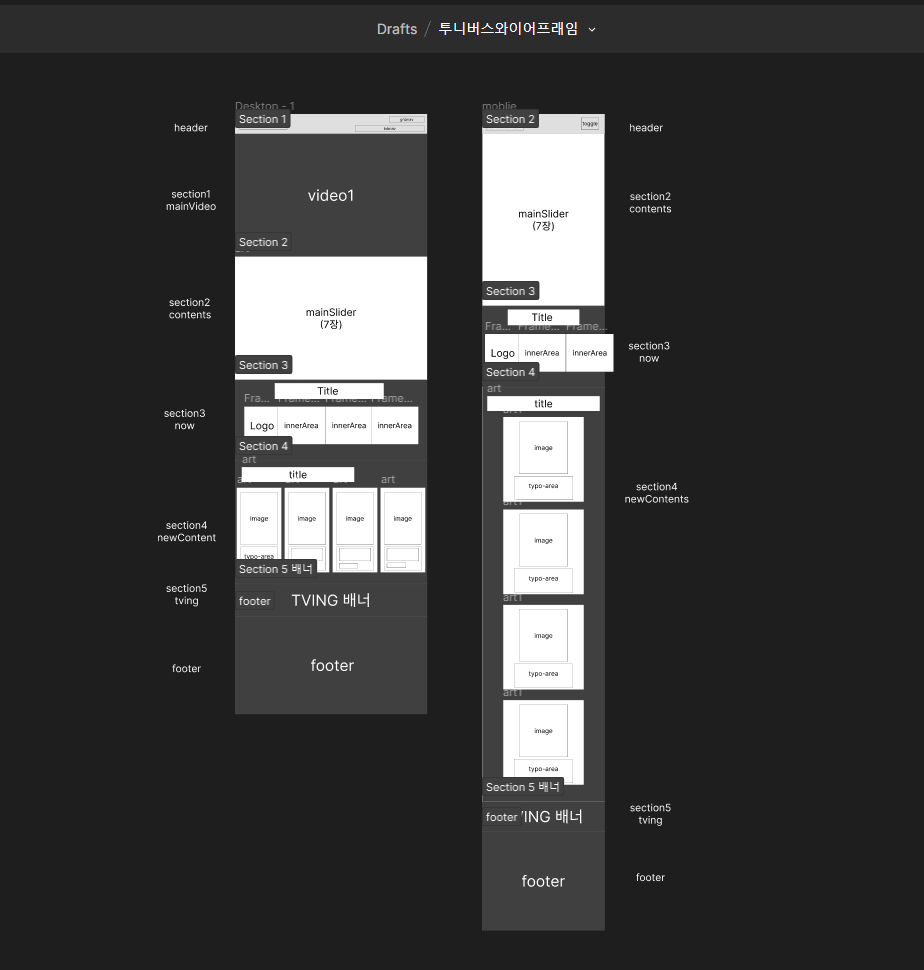 Drafts / 투니버스와이어프레임
Desktop - 1
moblie
header
Section 1
Section 2
toggle
header
section1
mainVideo
video1
section2
contents
mainSlider
(7장)
Section 2
section2
contents
mainSlider
(7장)
Section 3
Title
Fra...
Frame...
Frame...
Logo
innerArea
innerArea
section3
now
Section 3
Title
Fra...
Frame...
Frame...
Frame...
section3
now
Logo
innerArea
innerArea
innerArea
Section 4
Section 4
art
title
art
title
art
art1
image
image
image
image
typo-area
section4
newContent
Section 5 배너
image
typo-area
art1
image
typo-area
art1
image
typo-area
art1
image
typo-area
section4
newContents
section5
tving
footer
TVING 배너
footer
footer
Section 5 배너
footer
VING 배너
section5
tving
footer
footer